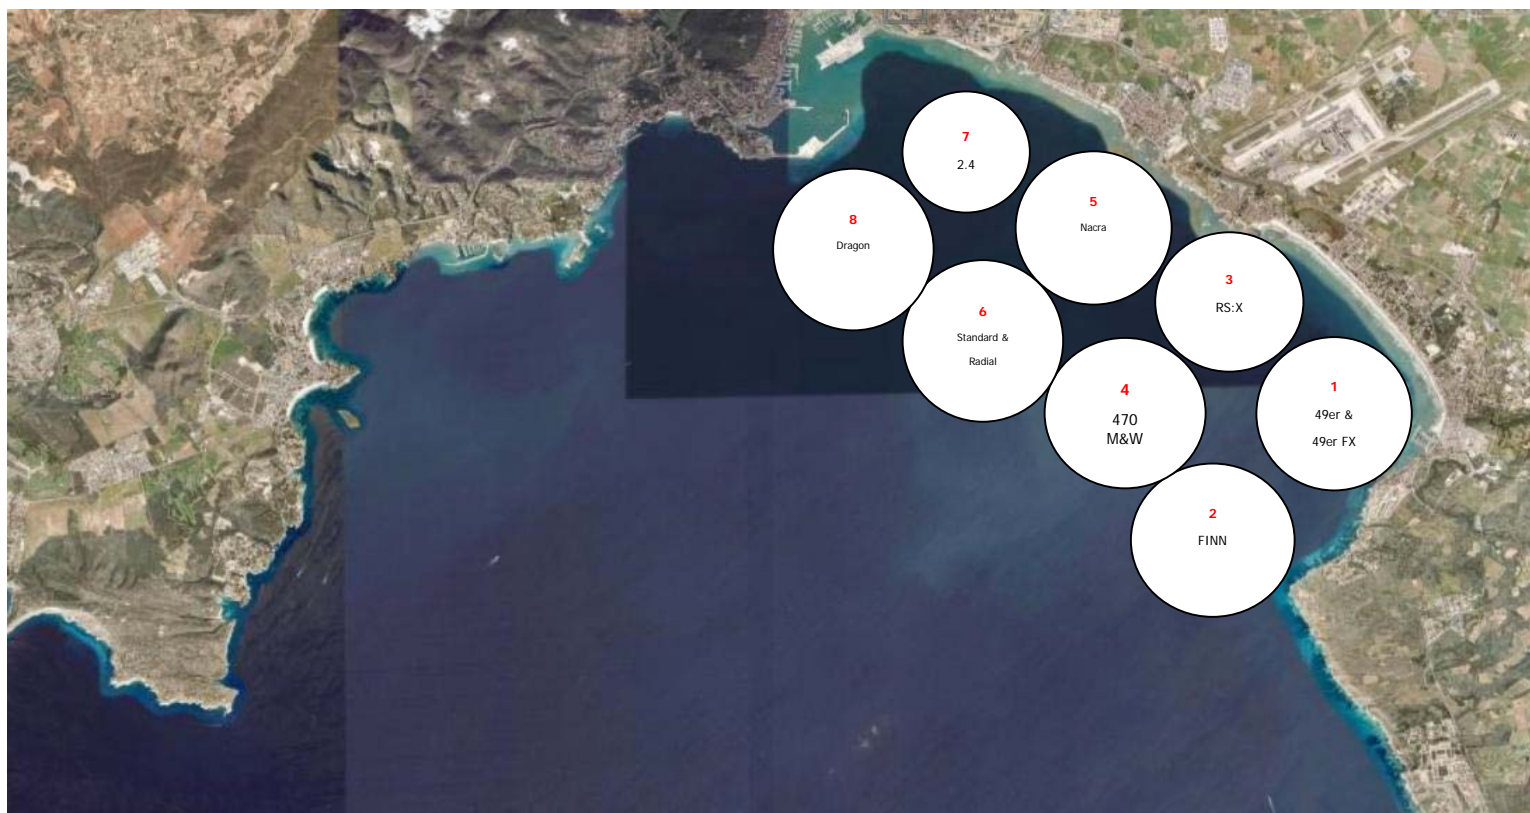 7
2.4
5
Nacra
8
Dragon
3
RS:X
6
Standard &
Radial
1
49er &
49er FX
4
470
M&W
2
FINN